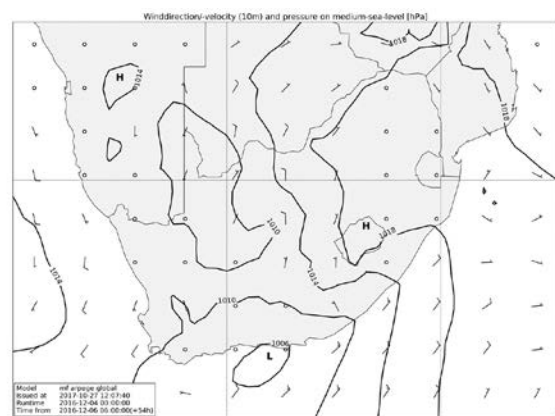 Winddirection/-velocity (10m) and pressure on medium-sea-level [hPa]
1018
H
1014
1018
1010
H
1018
1014
1014
1010
1006
L
Model mf arpege global
Issued at 2017-10-27 12:07:40
Runtime 2016-12-04 00:00:00
Time from 2016-12-06 06:00:00(+54h)